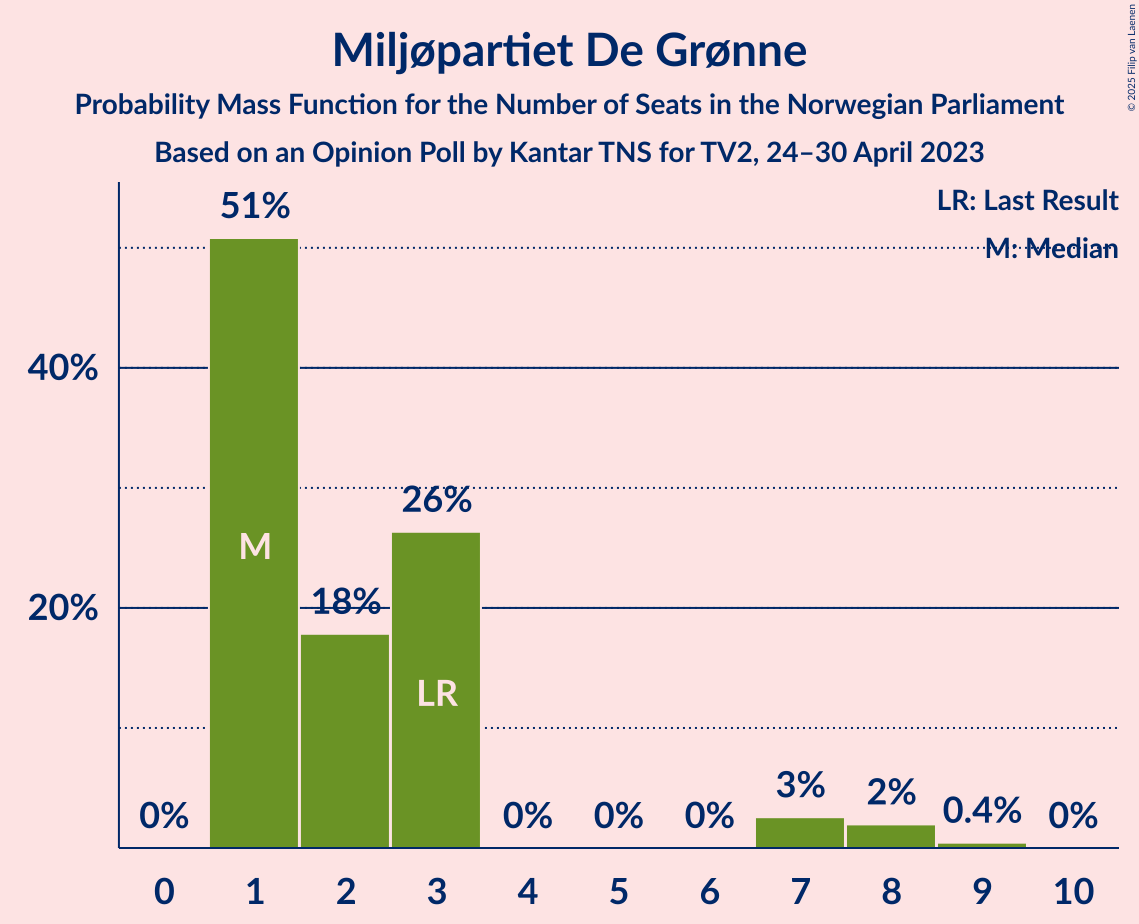 Miljøpartiet De Grønne
Probability Mass Function for the Number of Seats in the Norwegian Parliament
Based on an Opinion Poll by Kantar TNS for TV2, 24–30 April 2023
© 2025 Filip van Laenen
LR: Last Result
M: Median
51%
40%
26%
20%
18%
M
LR
0%
0%
0%
0%
3%
2%
0.4%
0%
0 1 2 3 4 5 6 7 8 9 10